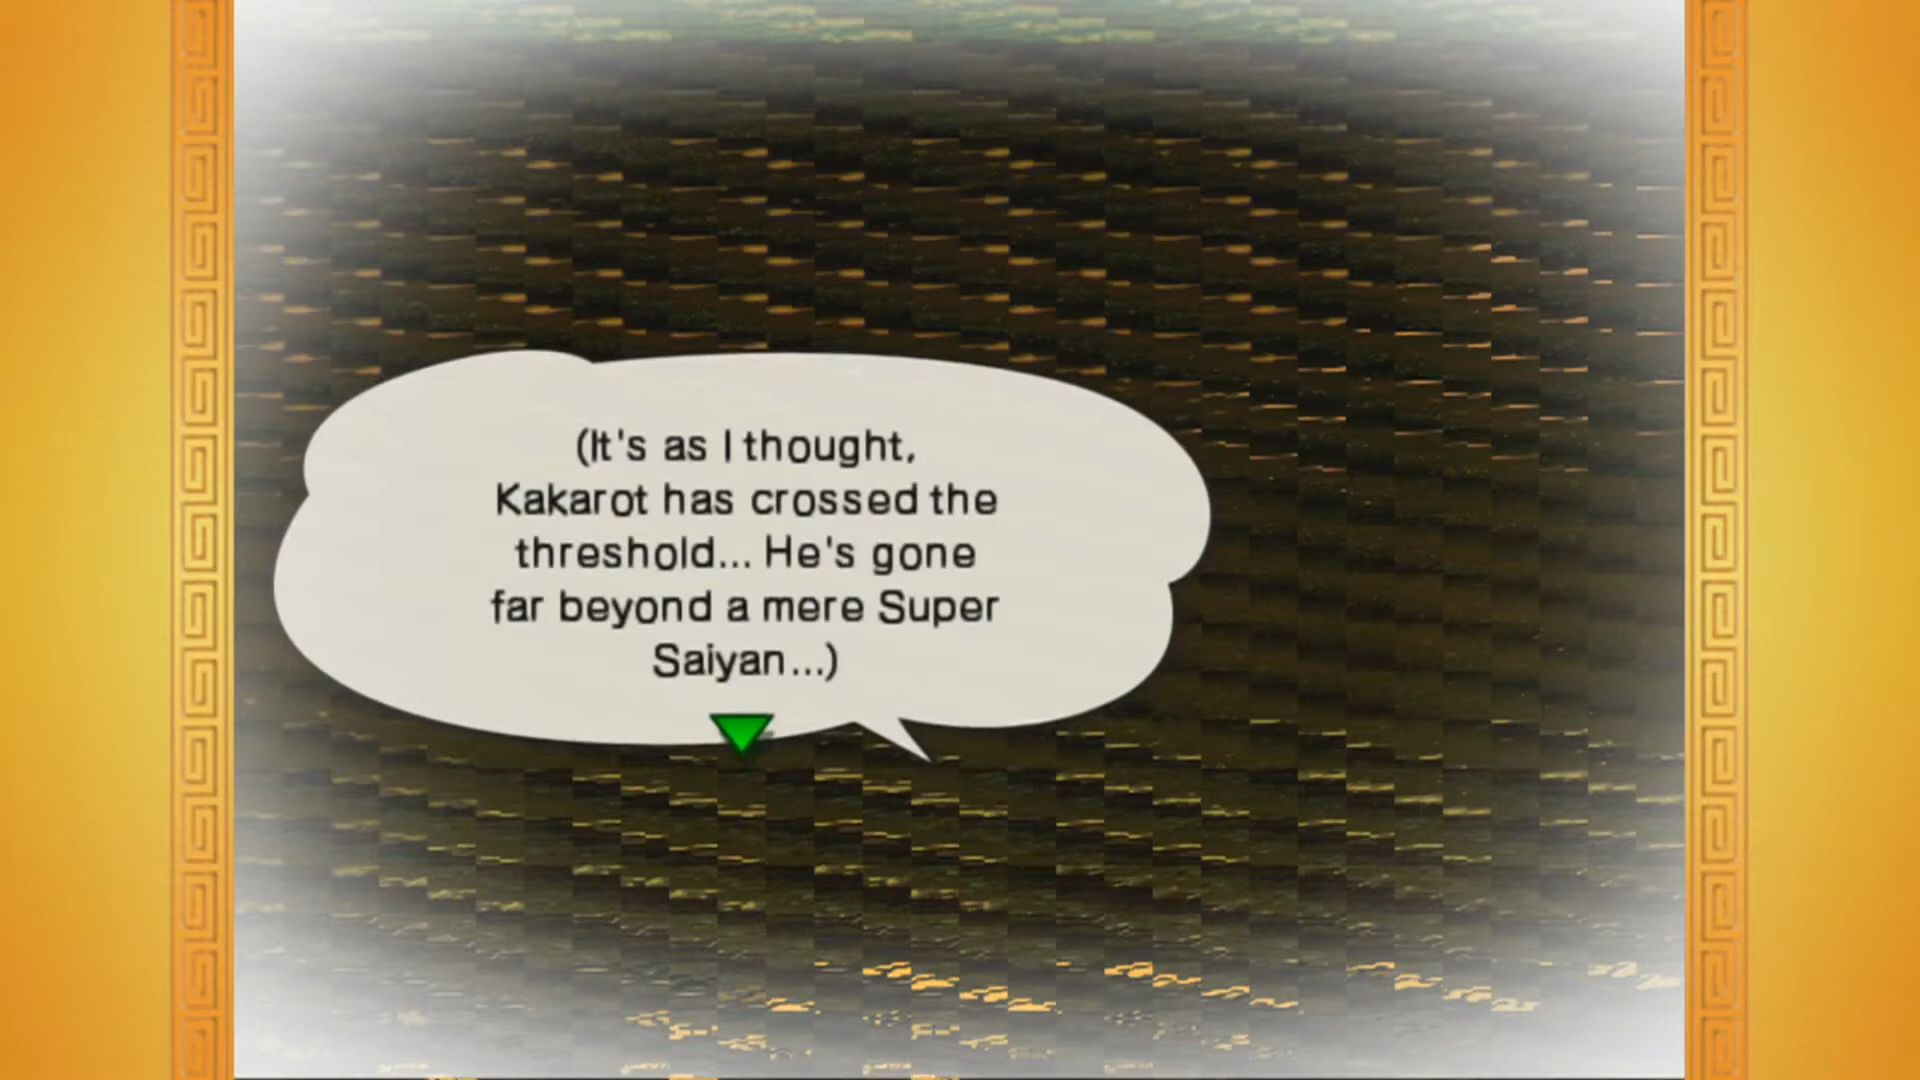 (It's as I thought,
Kakarot has crossed the
threshold... He's gone
far beyond a mere Super
Saiyan...)